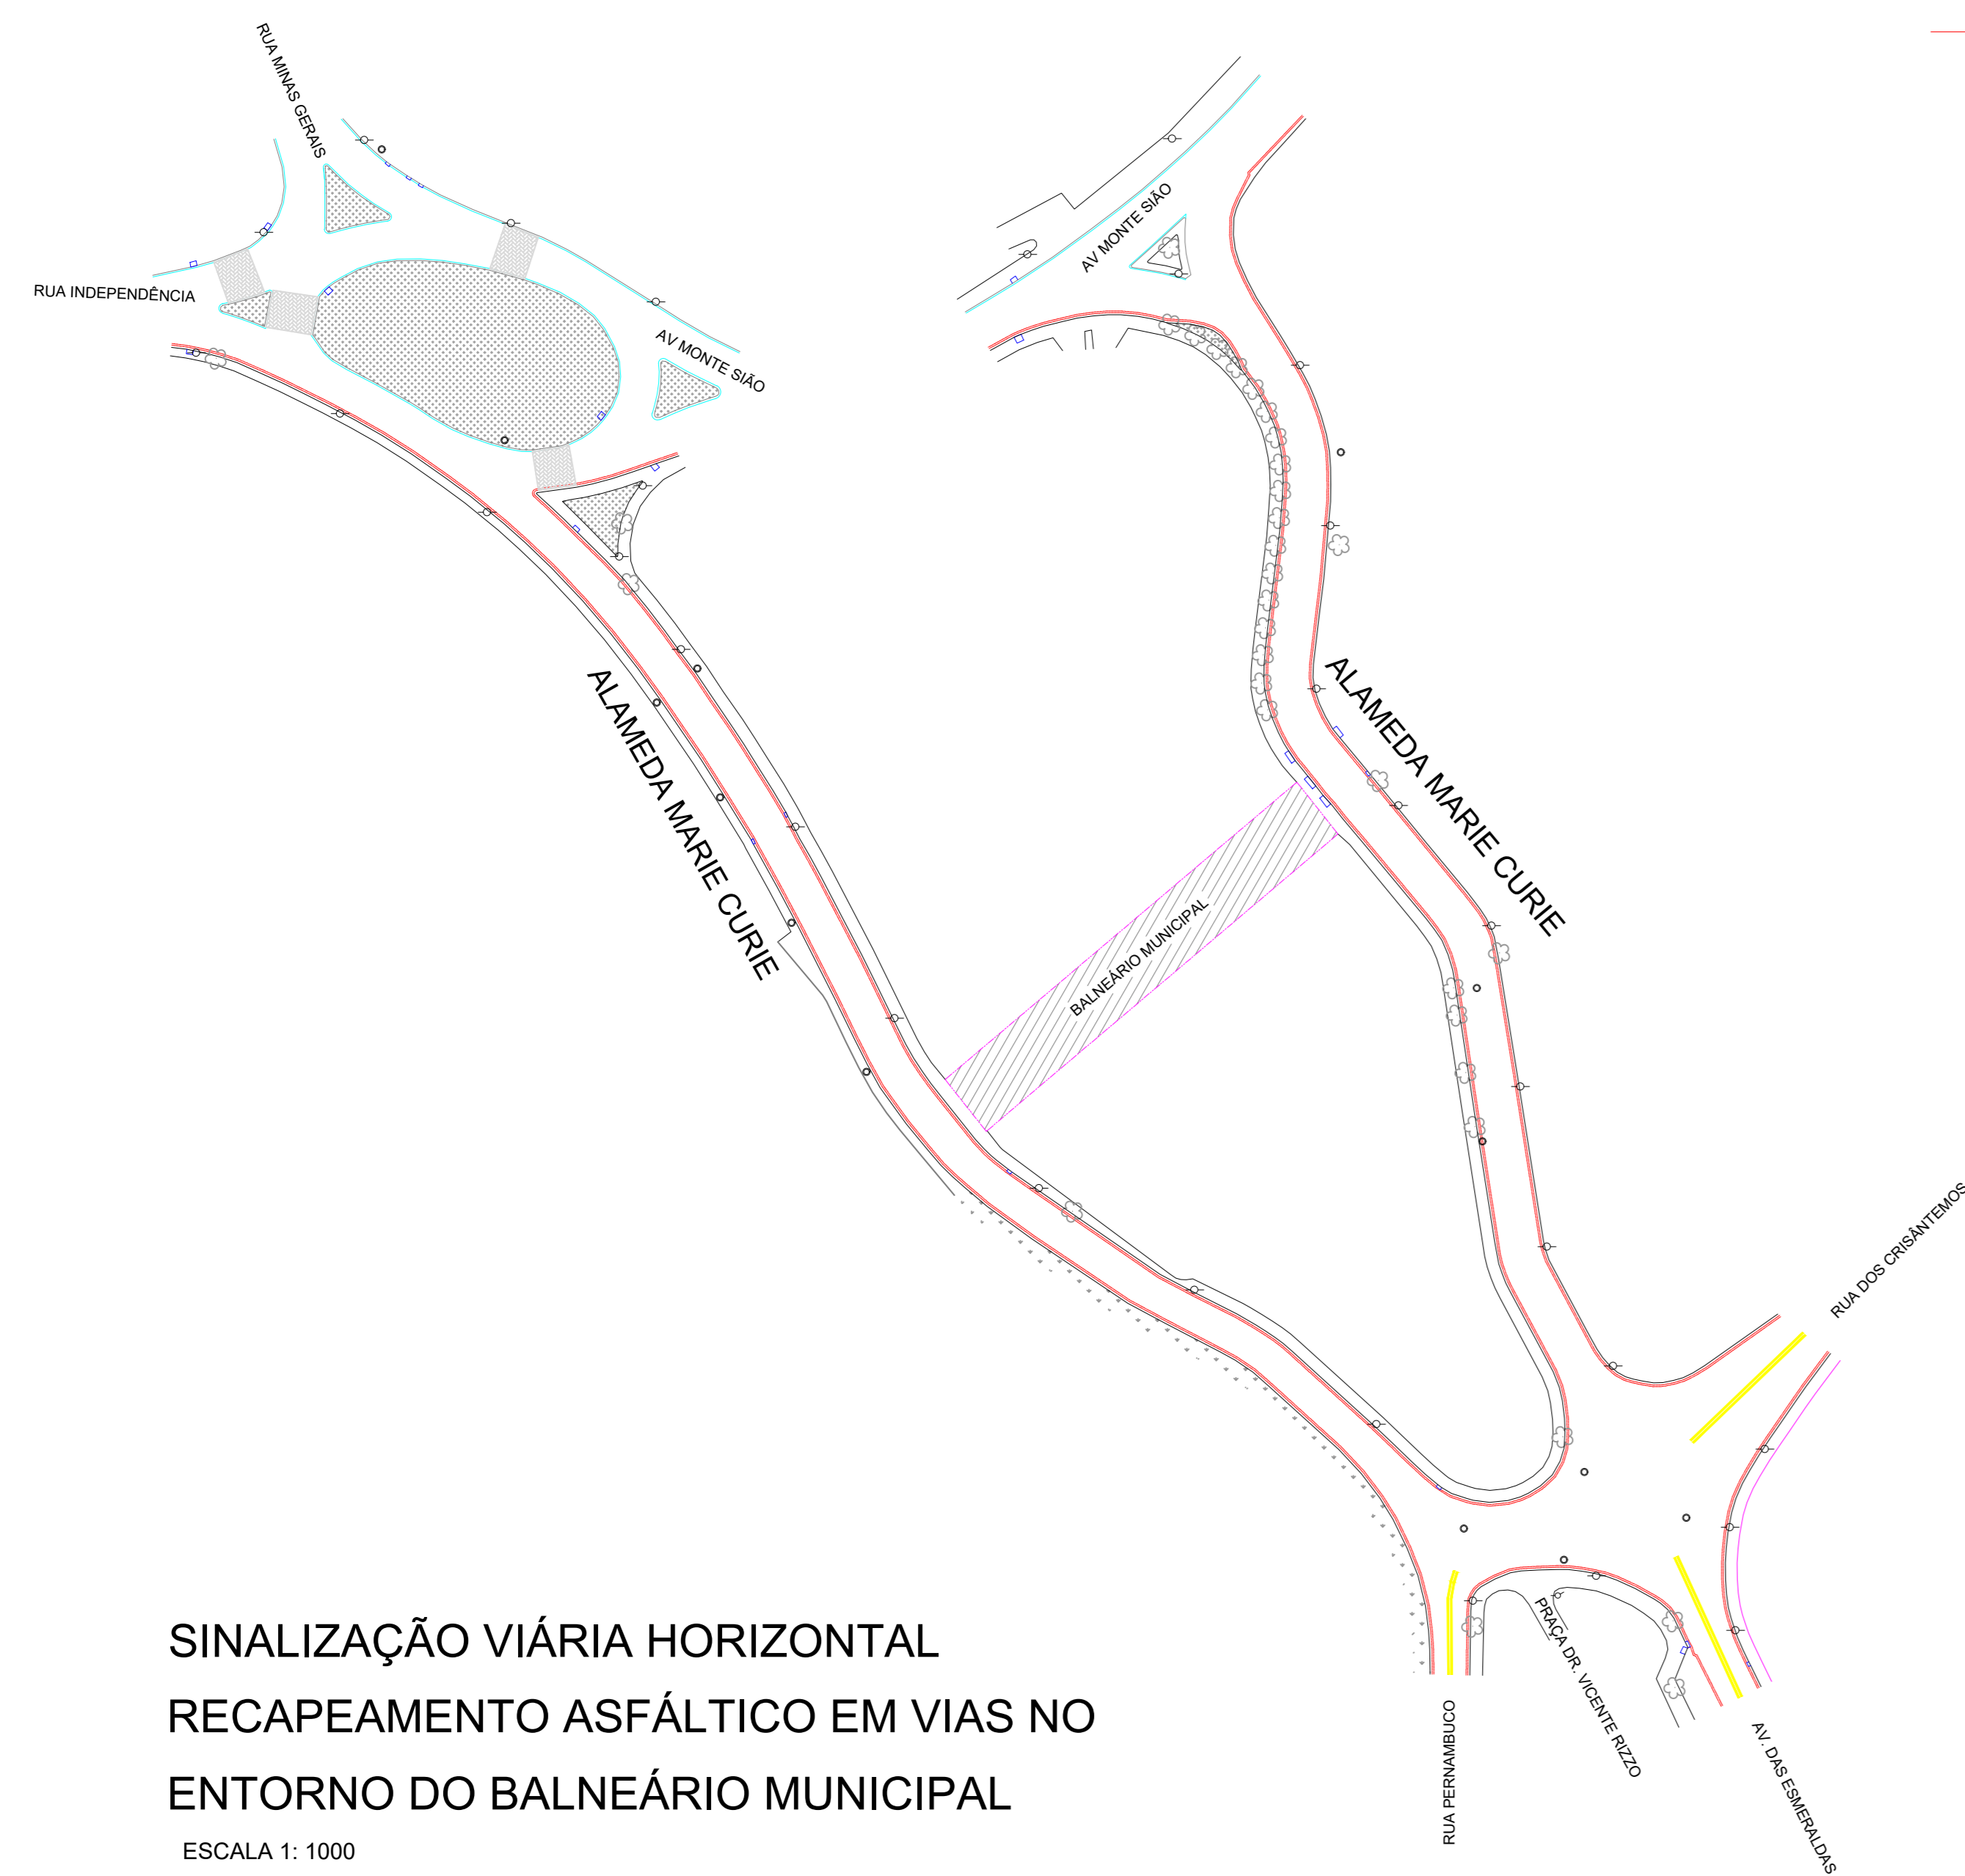 RUA MINAS GERAIS
RUA INDEPENDÊNCIA
AV MONTE SIÃO
AV MONTE SIÃO
ALAMEDA MARIE CURIE
ALAMEDA MARIE CURIE
BALNEÁRIO MUNICIPAL
RUA DOS CRISÂNTEMOS
PRAÇA DR. VICENTE RIZZO
RUA PERNAMBUCO
AV. DAS ESMERALDAS
SINALIZAÇÃO VIÁRIA HORIZONTAL
RECAPEAMENTO ASFÁLTICO EM VIAS NO
ENTORNO DO BALNEÁRIO MUNICIPAL
ESCALA 1: 1000